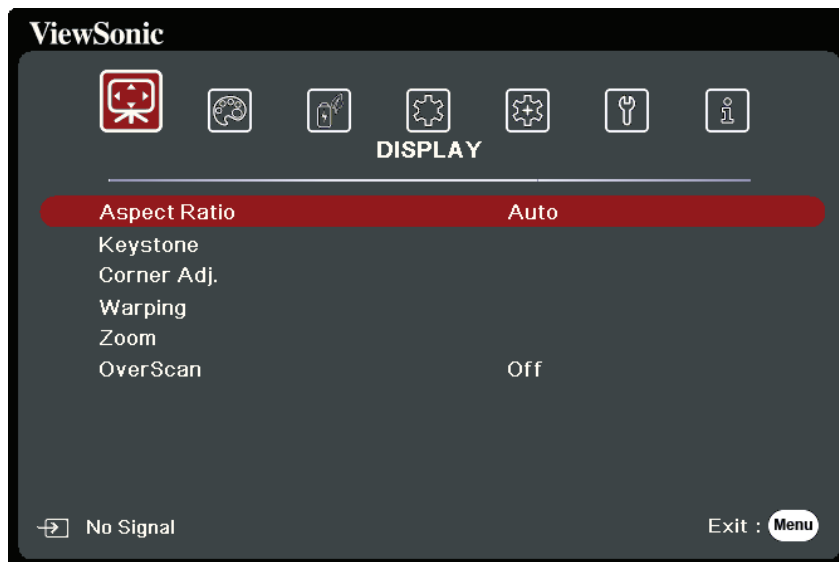 ViewSonic
DISPLAY
Aspect Ratio Auto
Keystone
Corner Adj.
Warping
Zoom
OverScan Off
No Signal Exit : Menu